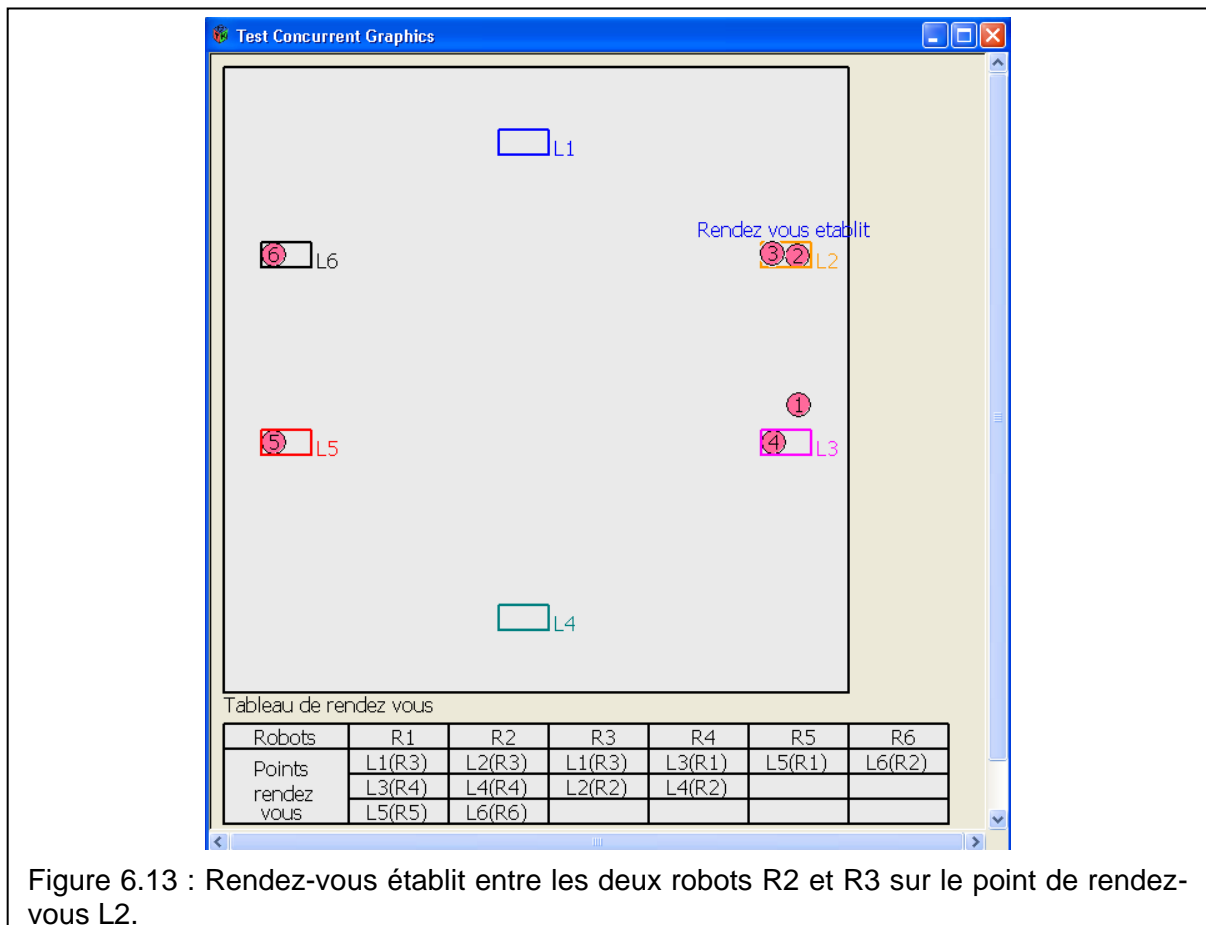 Test Concurrent Graphics
L1
Rendez vous etablit
6 L6
3 2 L2
1
5 L5
4 L3
L4
Tableau de rendez vous
Robots R1 R2 R3 R4 R5 R6
Points rendez vous L1(R3) L2(R3) L1(R3) L3(R1) L5(R1) L6(R2)
L3(R4) L4(R4) L2(R2) L4(R2)
L5(R5) L6(R6)
Figure 6.13 : Rendez-vous établit entre les deux robots R2 et R3 sur le point de rendez-
vous L2.